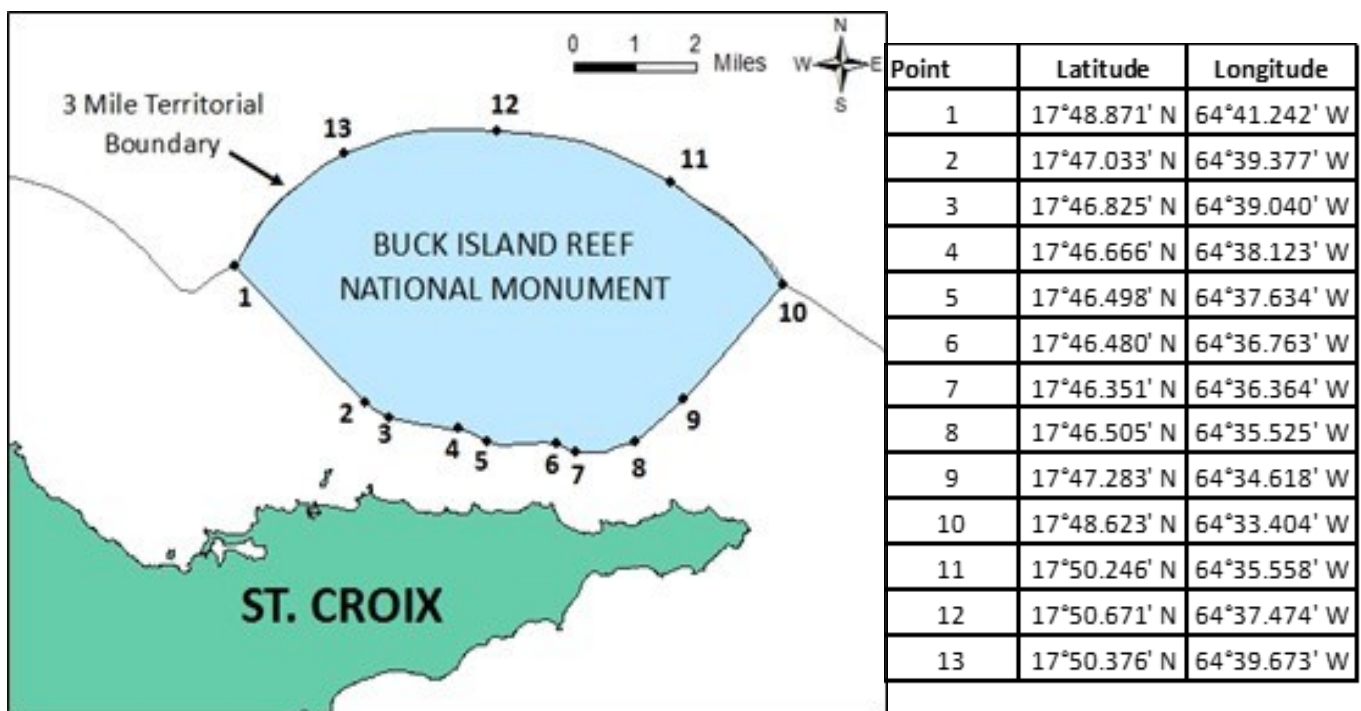 N
0 1 2
Miles
W E
S
3 Mile Territorial
Boundary
12
13
11
BUCK ISLAND REEF
NATIONAL MONUMENT
1
10
2
3
4
5
6
7
8
9
ST. CROIX
Point Latitude Longitude
1 17°48.871' N 64°41.242' W
2 17°47.033' N 64°39.377' W
3 17°46.825' N 64°39.040' W
4 17°46.666' N 64°38.123' W
5 17°46.498' N 64°37.634' W
6 17°46.480' N 64°36.763' W
7 17°46.351' N 64°36.364' W
8 17°46.505' N 64°35.525' W
9 17°47.283' N 64°34.618' W
10 17°48.623' N 64°33.404' W
11 17°50.246' N 64°35.558' W
12 17°50.671' N 64°37.474' W
13 17°50.376' N 64°39.673' W